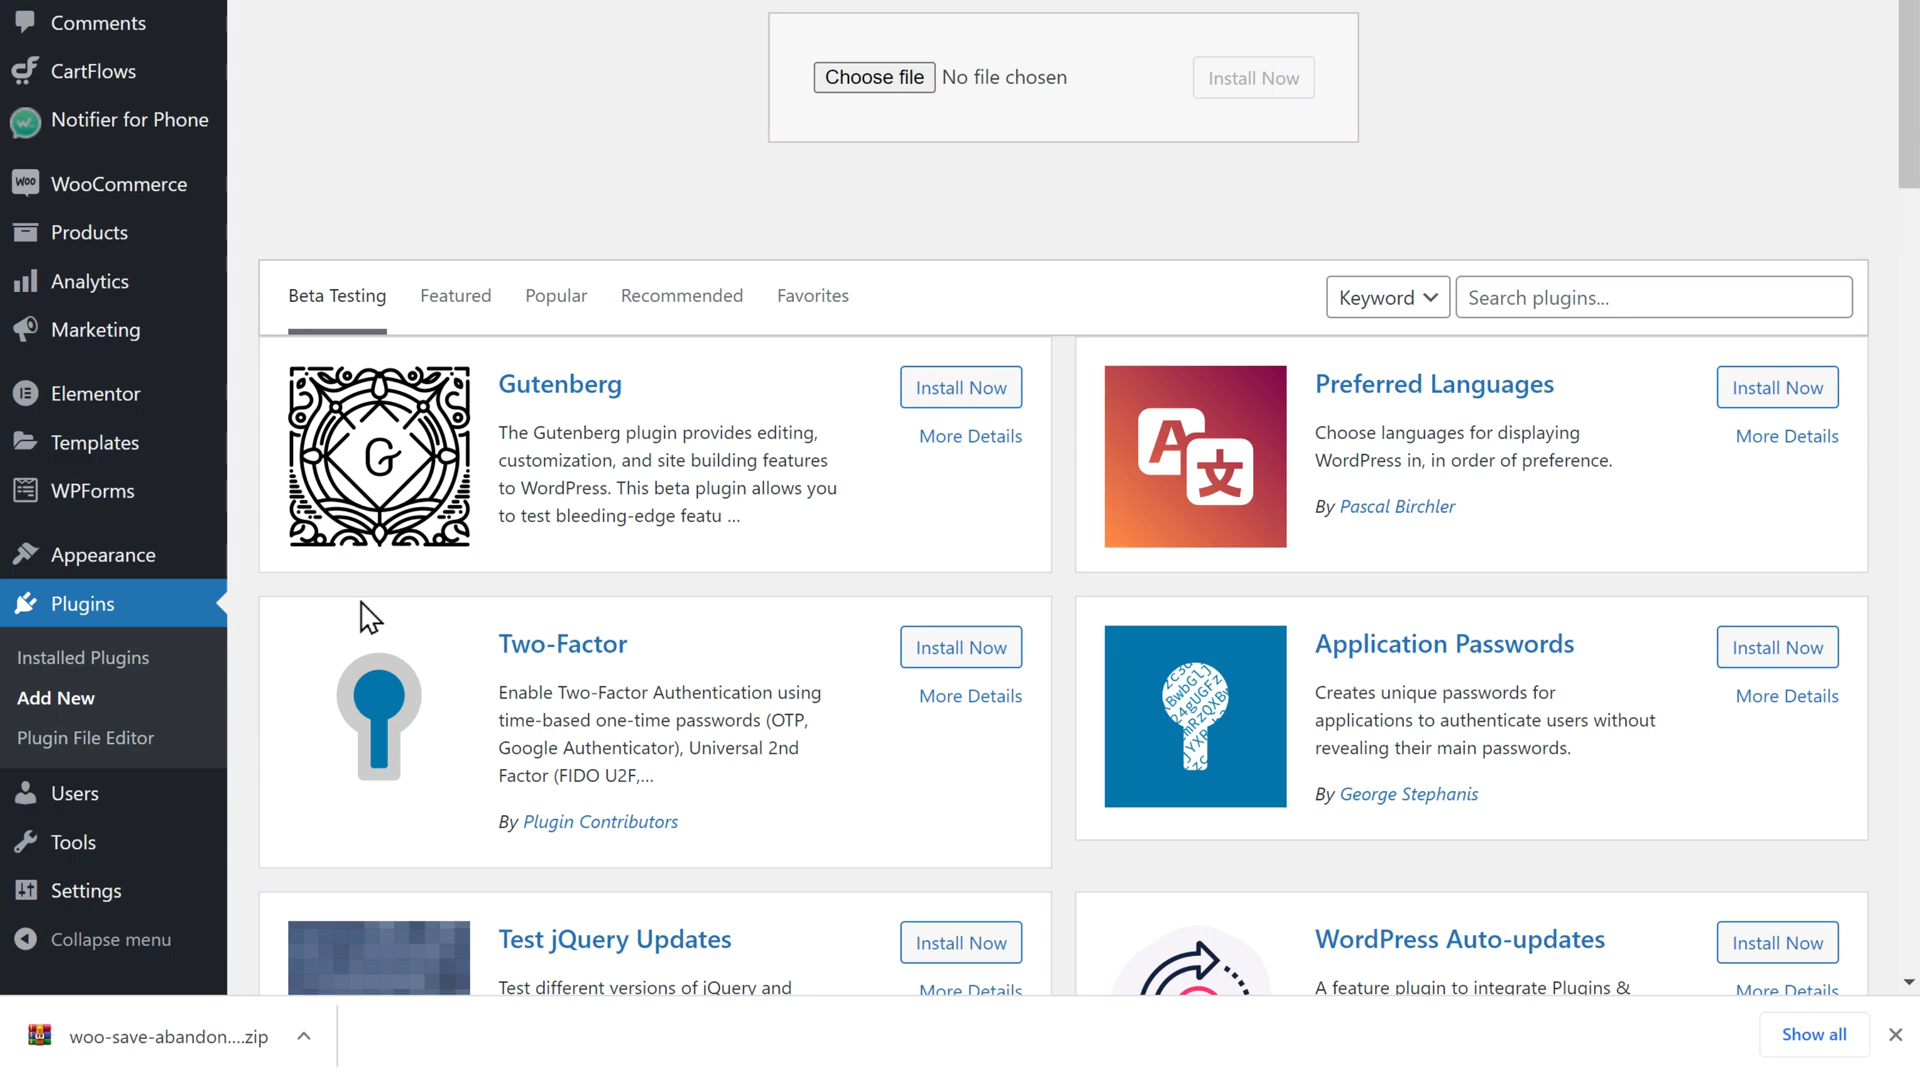 Comments
CartFlows
Notifier for Phone
WooCommerce
Products
Analytics
Marketing
Elementor
Templates
WPForms
Appearance
Plugins
Installed Plugins
Add New
Plugin File Editor
Users
Tools
Settings
Collapse menu
Choose file No file chosen
Install Now
Beta Testing Featured Popular Recommended Favorites
Keyword
Search plugins...
Gutenberg
Install Now
More Details
The Gutenberg plugin provides editing,
customization, and site building features
to WordPress. This beta plugin allows you
to test bleeding-edge featu ...
Preferred Languages
Install Now
More Details
Choose languages for displaying
WordPress in, in order of preference.
By Pascal Birchler
Two-Factor
Install Now
More Details
Enable Two-Factor Authentication using
time-based one-time passwords (OTP,
Google Authenticator), Universal 2nd
Factor (FIDO U2F,...
By Plugin Contributors
Application Passwords
Install Now
More Details
Creates unique passwords for
applications to authenticate users without
revealing their main passwords.
By George Stephanis
Test jQuery Updates
Install Now
More Details
Test different versions of jQuery and
WordPress Auto-updates
Install Now
More Details
A feature plugin to integrate Plugins &
woo-save-abandon....zip
Show all